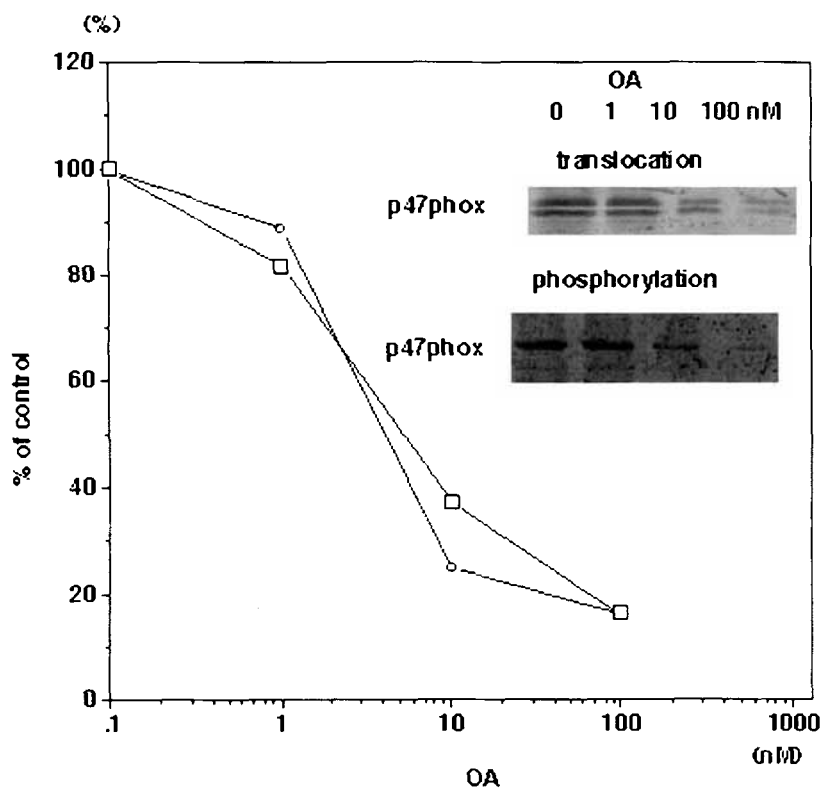 (%)
120
100
80
60
40
20
0
% of control
OA
0 1 10 100 nM
translocation
p47phox
phosphorylation
p47phox
.1 1 10 100 1000
(nM)
OA